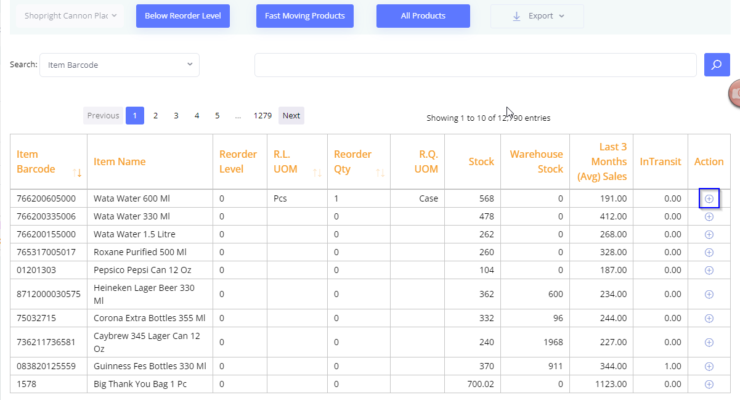 Shopright Cannon Plac Below Reorder Level Fast Moving Products All Products Export
Search: Item Barcode
Previous 1 2 3 4 5 ... 1279 Next
Showing 1 to 10 of 12,790 entries
Item Barcode Item Name Reorder Level R.L. UOM Reorder Qty R.Q. UOM Stock Warehouse Stock Last 3 Months (Avg) Sales InTransit Action
766200605000 Wata Water 600 Ml 0 Pcs 1 Case 568 0 191.00 0.00
766200335006 Wata Water 330 Ml 0 0 478 0 412.00 0.00
766200155000 Wata Water 1.5 Litre 0 0 262 0 268.00 0.00
765317005017 Roxane Purified 500 Ml 0 0 260 0 328.00 0.00
01201303 Pepsico Pepsi Can 12 Oz 0 0 104 0 187.00 0.00
8712000030575 Heineken Lager Beer 330 Ml 0 0 362 600 234.00 0.00
75032715 Corona Extra Bottles 355 Ml 0 0 332 96 244.00 0.00
736211736581 Caybrew 345 Lager Can 12 Oz 0 0 240 1968 227.00 0.00
083820125559 Guinness Fes Bottles 330 Ml 0 0 370 911 344.00 1.00
1578 Big Thank You Bag 1 Pc 0 0 700.02 0 1123.00 0.00